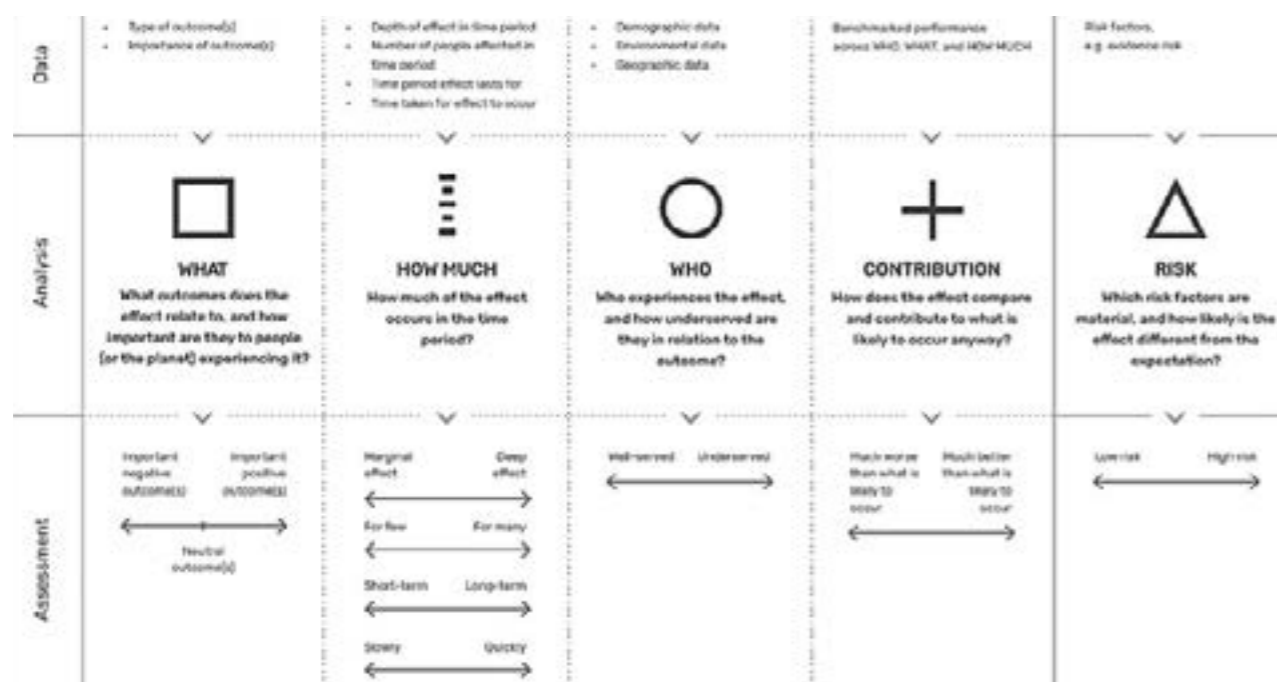 Data
• Type of outcome(s)
• Importance of outcome(s)
• Depth of effect in time period
• Number of people affected in
time period
• Time period effect lasts for
• Time taken for effect to occur
• Demographic data
• Environmental data
• Geographic data
Benchmarked performance
across WHO, WHAT, and HOW MUCH
Risk factors,
e.g. evidence risk
Analysis
WHAT
What outcomes does the
effect relate to, and how
important are they to people
(or the planet) experiencing it?
HOW MUCH
How much of the effect
occurs in the time
period?
WHO
Who experiences the effect,
and how underserved are
they in relation to the
outcome?
CONTRIBUTION
How does the effect compare
and contribute to what is
likely to occur anyway?
RISK
Which risk factors are
material, and how likely is the
effect different from the
expectation?
Assessment
Important
negative
outcome(s)
Important
positive
outcome(s)
Neutral
outcome(s)
Marginal
effect
Deep
effect
For few
For many
Short-term
Long-term
Slowly
Quickly
Well-served
Underserved
Much worse
than what is
likely to
occur
Much better
than what is
likely to
occur
Low risk
High risk